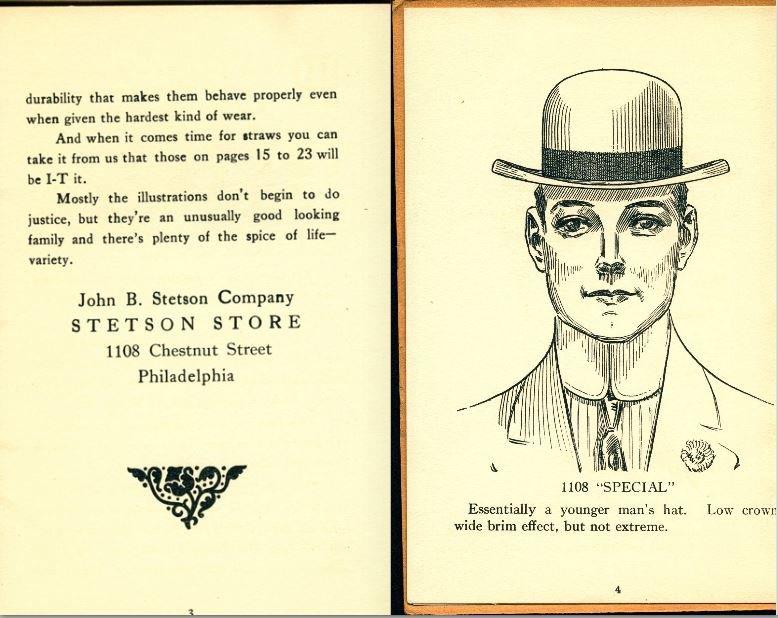 durability that makes them behave properly even
when given the hardest kind of wear.
And when it comes time for straws you can
take it from us that those on pages 15 to 23 will
be I-T it.
Mostly the illustrations don't begin to do
justice, but they're an unusually good looking
family and there's plenty of the spice of life—
variety.
John B. Stetson Company
STETSON STORE
1108 Chestnut Street
Philadelphia
3
1108 "SPECIAL"
Essentially a younger man's hat. Low crown
wide brim effect, but not extreme.
4